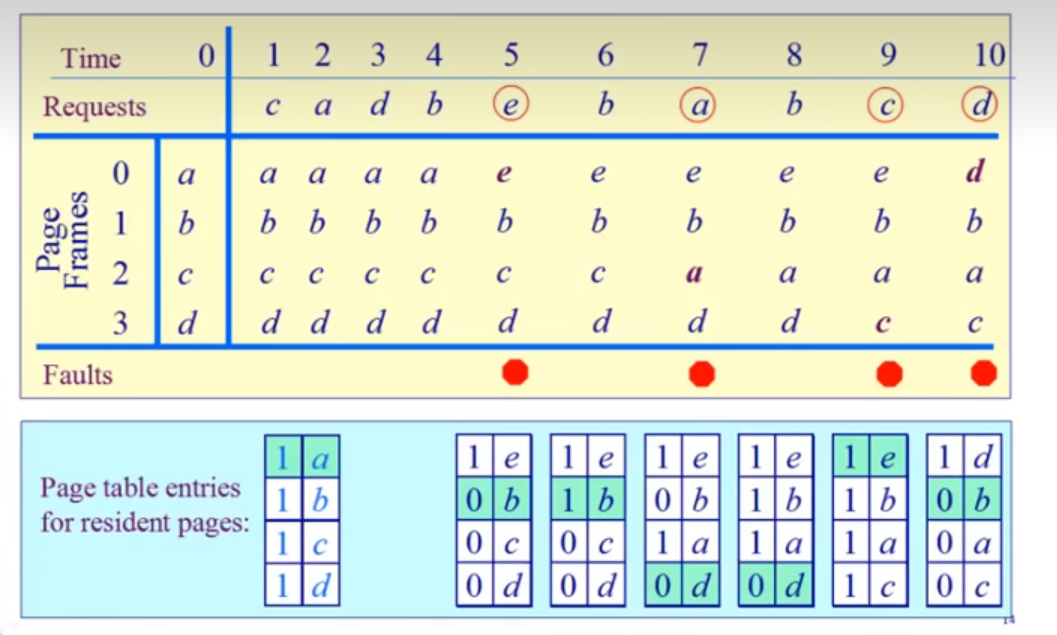 Time 0 1 2 3 4 5 6 7 8 9 10
Requests c a d b e b a b c d
Page Frames
0 a a a a a e e e e e d
1 b b b b b b b b b b b
2 c c c c c c c a a a a
3 d d d d d d d d d c c
Faults
Page table entries
for resident pages:
1 a 1 e 1 e 1 e 1 e 1 e 1 d
1 b 0 b 1 b 0 b 1 b 1 b 0 b
1 c 0 c 0 c 1 a 1 a 1 a 0 a
1 d 0 d 0 d 0 d 0 d 1 c 0 c
14